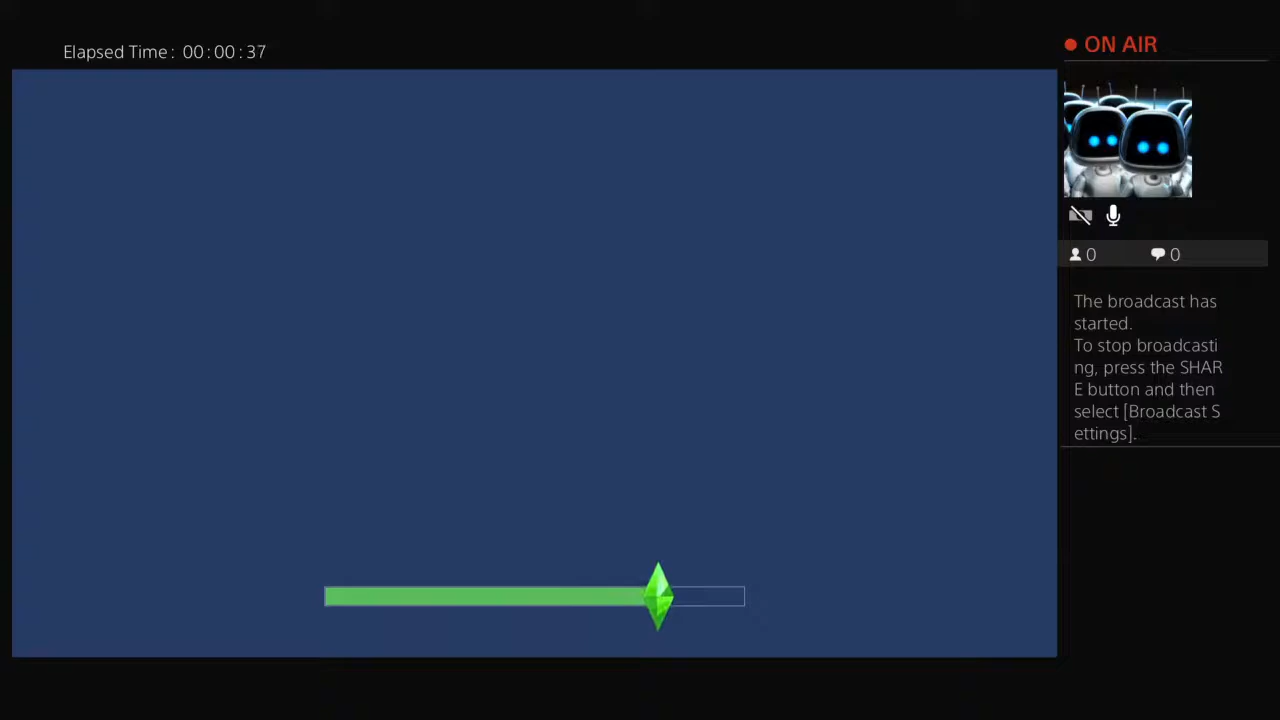 Elapsed Time: 00:00:37
ON AIR
0
0
The broadcast has
started.
To stop broadcasti
ng, press the SHAR
E button and then
select [Broadcast S
ettings].